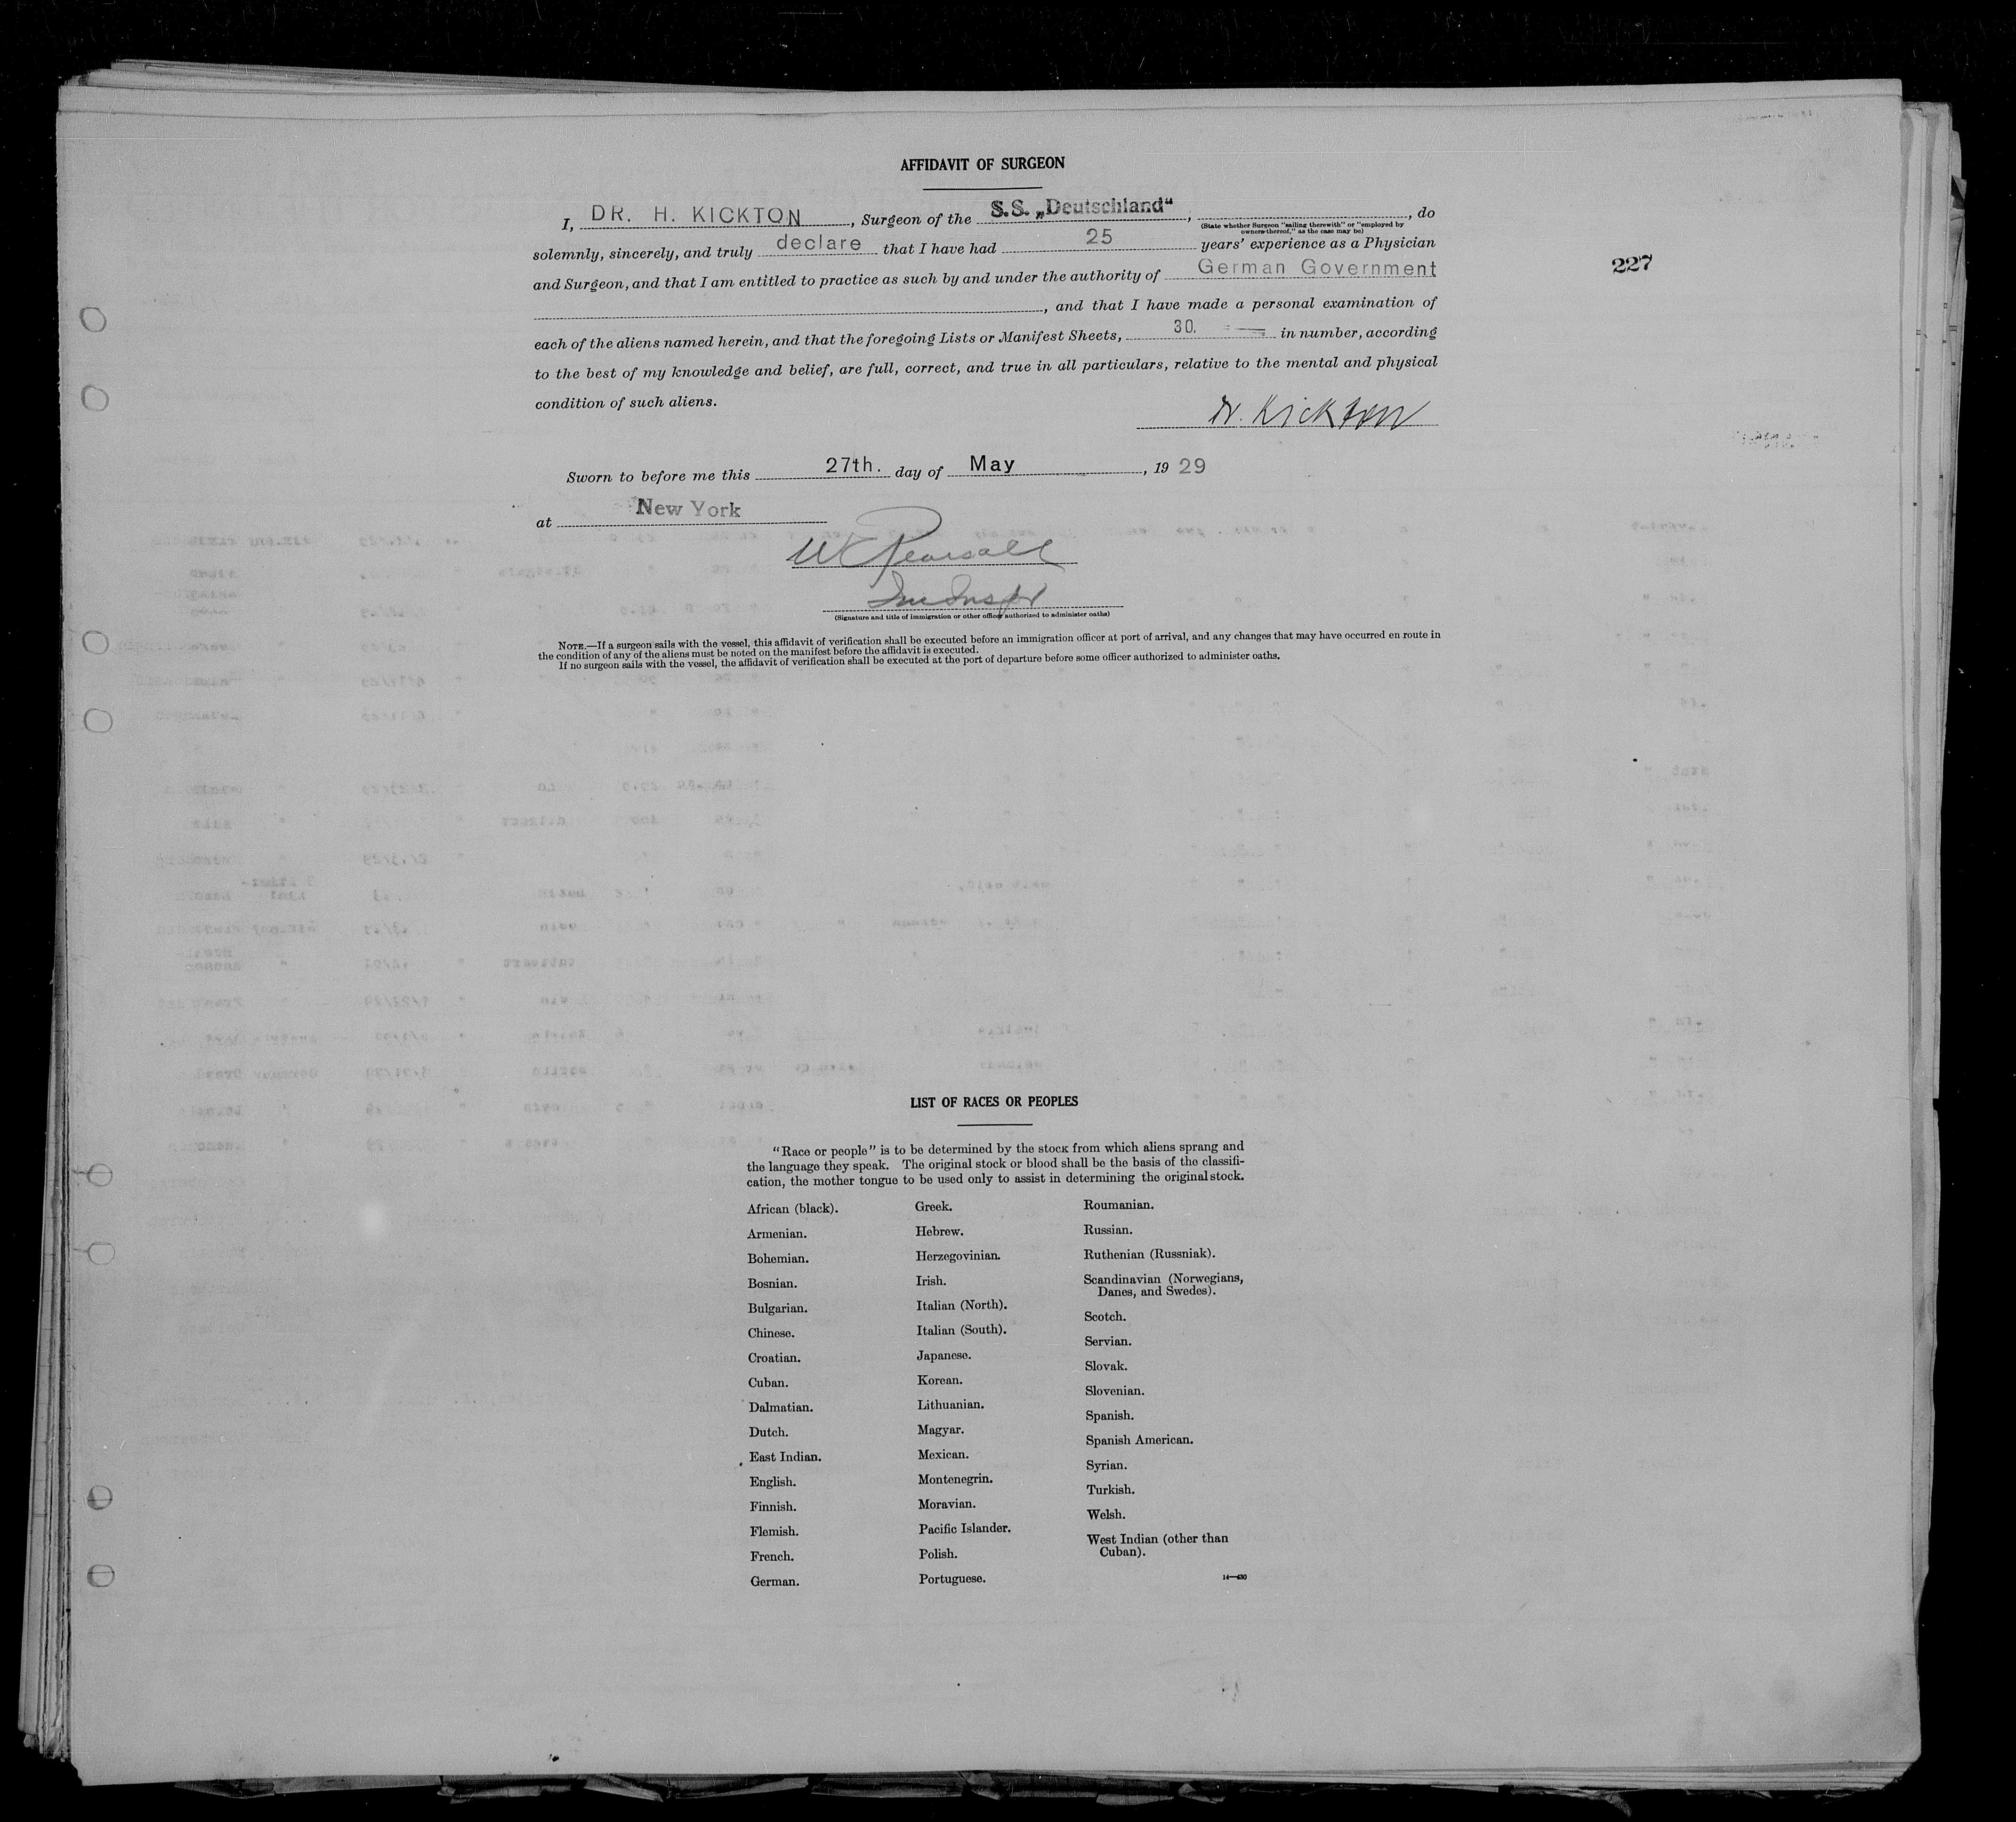 AFFIDAVIT OF SURGEON
I, DR. H. KICKTON, Surgeon of the S.S. „Deutschland“, , do
(State whether Surgeon "sailing therewith" or "employed by
owners thereof," as the case may be)
solemnly, sincerely, and truly declare that I have had 25 years' experience as a Physician
and Surgeon, and that I am entitled to practice as such by and under the authority of German Government
227
, and that I have made a personal examination of
each of the aliens named herein, and that the foregoing Lists or Manifest Sheets, 30. in number, according
to the best of my knowledge and belief, are full, correct, and true in all particulars, relative to the mental and physical
condition of such aliens.
Dr. Kickton
Sworn to before me this 27th. day of May, 1929
at New York
W Pearsall
Imm Inspr
(Signature and title of immigration or other officer authorized to administer oaths)
NOTE.—If a surgeon sails with the vessel, this affidavit of verification shall be executed before an immigration officer at port of arrival, and any changes that may have occurred en route in
the condition of any of the aliens must be noted on the manifest before the affidavit is executed.
If no surgeon sails with the vessel, the affidavit of verification shall be executed at the port of departure before some officer authorized to administer oaths.
LIST OF RACES OR PEOPLES
"Race or people" is to be determined by the stock from which aliens sprang and
the language they speak. The original stock or blood shall be the basis of the classifi-
cation, the mother tongue to be used only to assist in determining the original stock.
African (black).
Armenian.
Bohemian.
Bosnian.
Bulgarian.
Chinese.
Croatian.
Cuban.
Dalmatian.
Dutch.
East Indian.
English.
Finnish.
Flemish.
French.
German.
Greek.
Hebrew.
Herzegovinian.
Irish.
Italian (North).
Italian (South).
Japanese.
Korean.
Lithuanian.
Magyar.
Mexican.
Montenegrin.
Moravian.
Pacific Islander.
Polish.
Portuguese.
Roumanian.
Russian.
Ruthenian (Russniak).
Scandinavian (Norwegians,
Danes, and Swedes).
Scotch.
Servian.
Slovak.
Slovenian.
Spanish.
Spanish American.
Syrian.
Turkish.
Welsh.
West Indian (other than
Cuban).
14—430